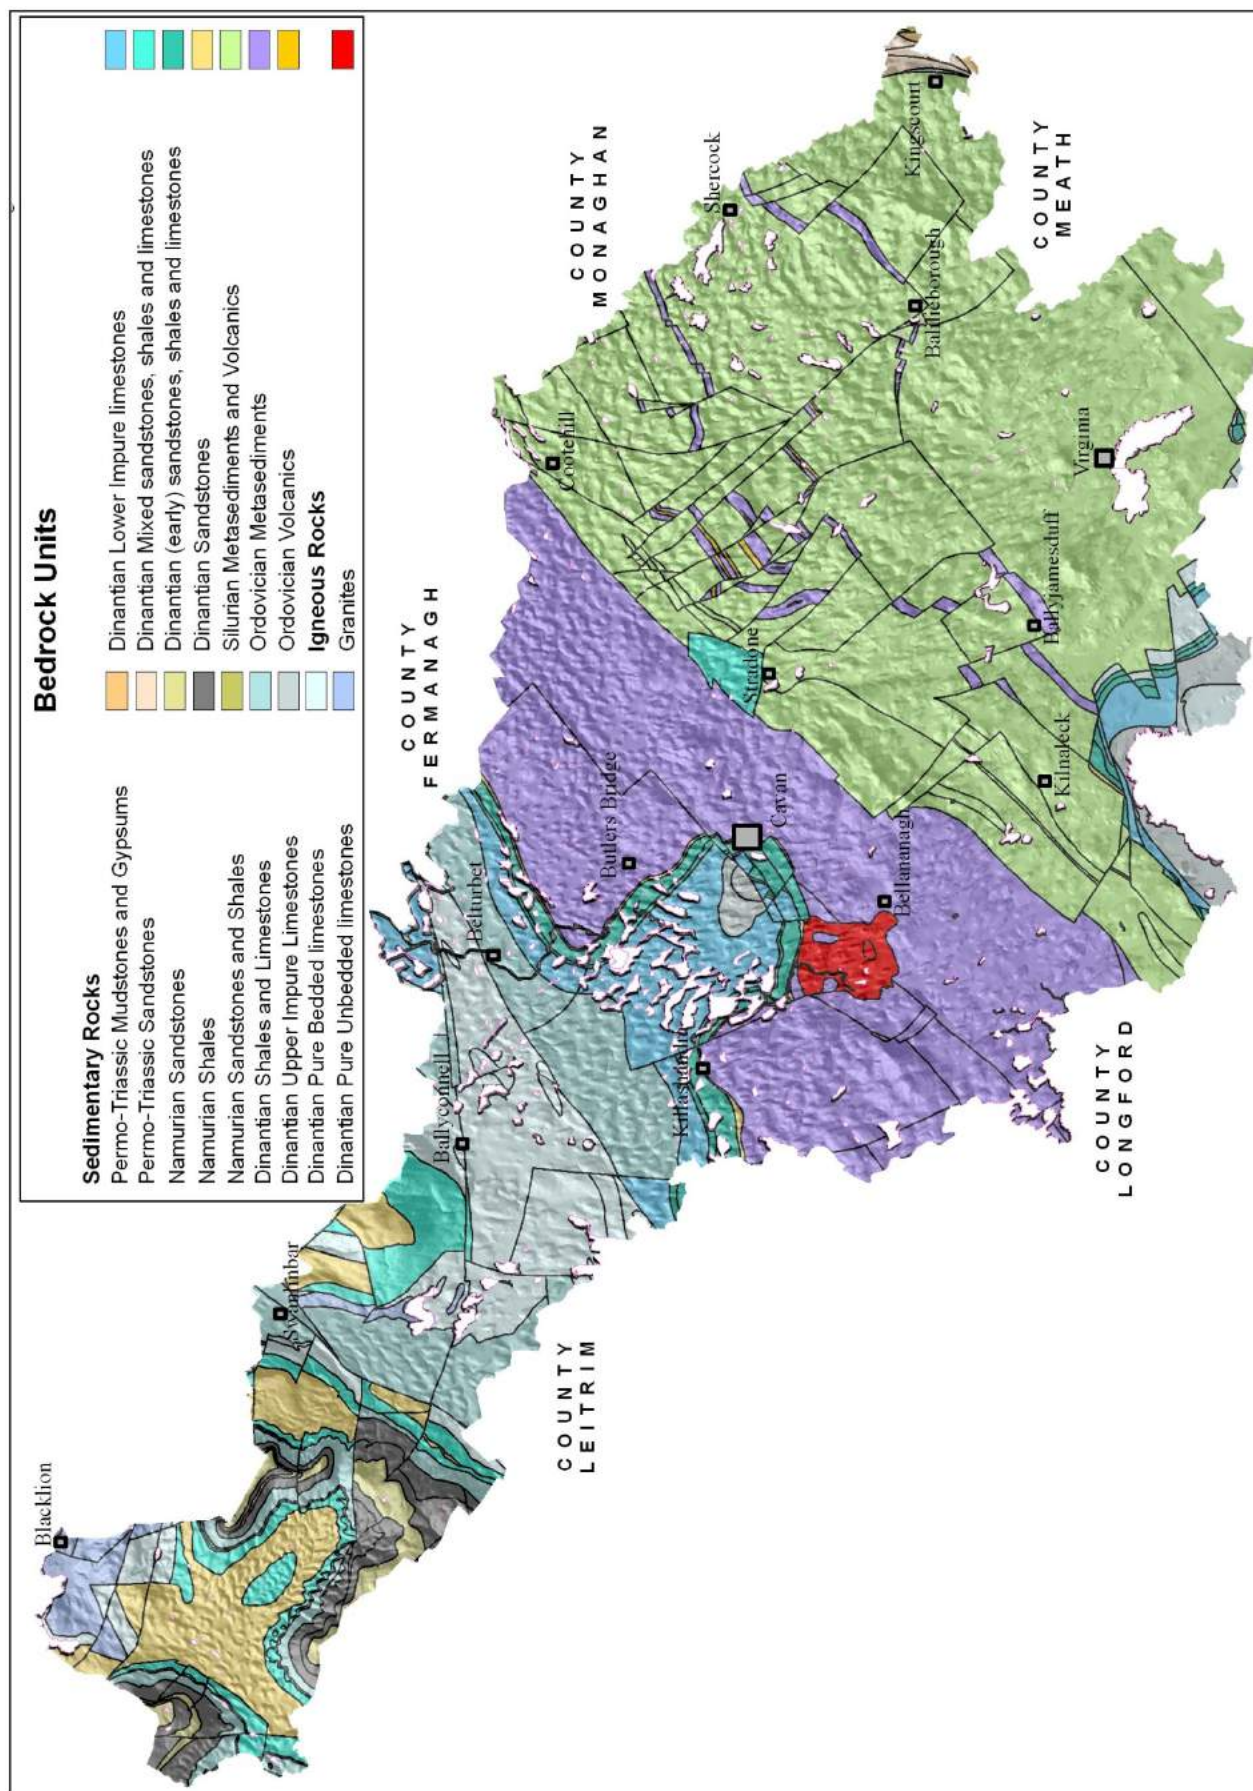 Bedrock Units
Sedimentary Rocks
Permo-Triassic Mudstones and Gypsums
Permo-Triassic Sandstones
Namurian Sandstones
Namurian Shales
Namurian Sandstones and Shales
Dinantian Shales and Limestones
Dinantian Upper Impure Limestones
Dinantian Pure Bedded limestones
Dinantian Pure Unbedded limestones
Dinantian Lower Impure limestones
Dinantian Mixed sandstones, shales and limestones
Dinantian (early) sandstones, shales and limestones
Dinantian Sandstones
Silurian Metasediments and Volcanics
Ordovician Metasediments
Ordovician Volcanics
Igneous Rocks
Granites
Blacklion
Swanlinbar
COUNTY
LEITRIM
Ballyconnell
Belturbet
COUNTY
FERMANAGH
Butlers Bridge
Killashandra
Cavan
Bellananagh
COUNTY
LONGFORD
Stradone
Cootehill
COUNTY
MONAGHAN
Shercock
Kilnaleck
Ballyjamesduff
Virginia
Bailieborough
Kingscourt
COUNTY
MEATH